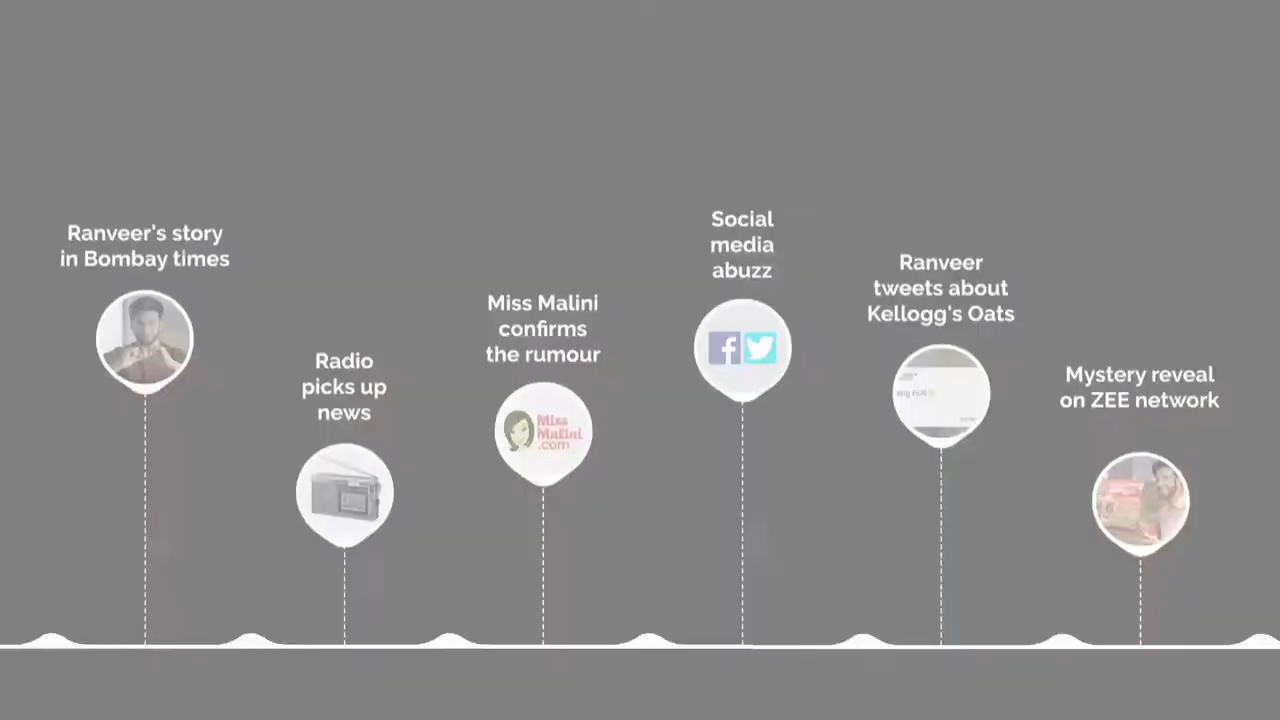 Ranveer's story
in Bombay times
Radio
picks up
news
Miss Malini
confirms
the rumour
Miss
Malini
.com
Social
media
abuzz
Ranveer
tweets about
Kellogg's Oats
Mystery reveal
on ZEE network